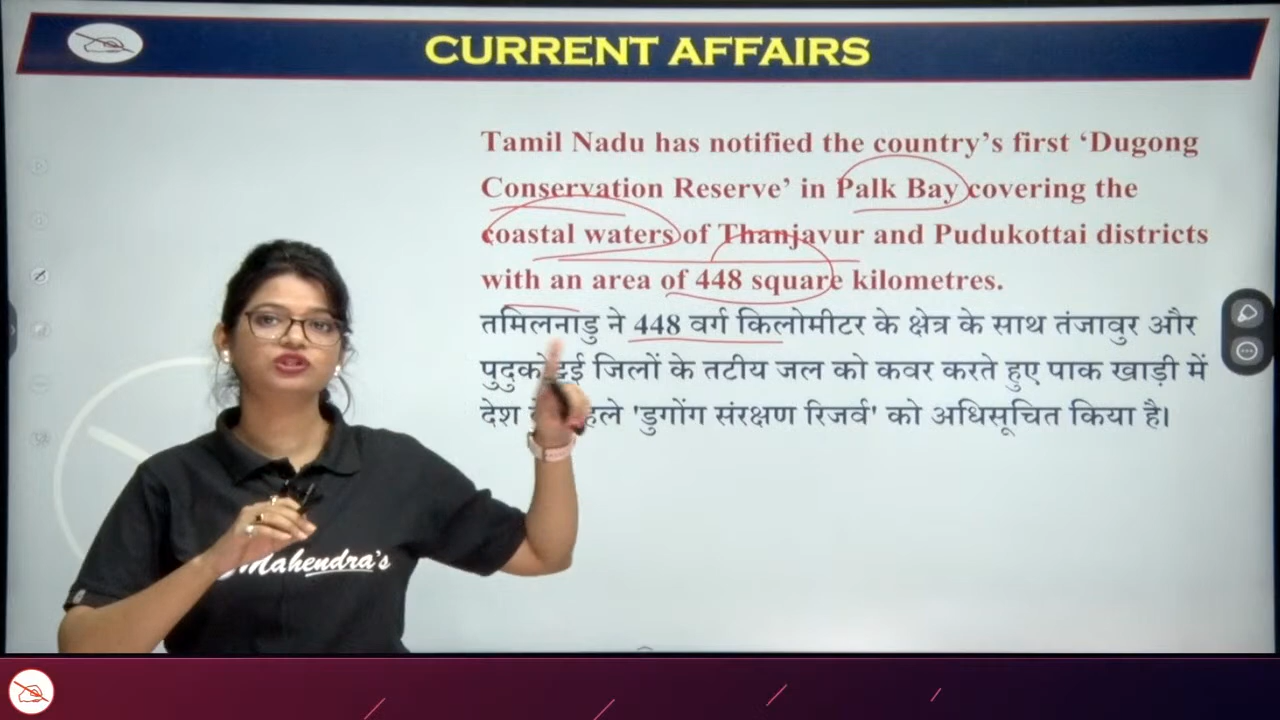 CURRENT AFFAIRS
Tamil Nadu has notified the country’s first ‘Dugong
Conservation Reserve’ in Palk Bay covering the
coastal waters of Thanjavur and Pudukottai districts
with an area of 448 square kilometres.
तमिलनाडु ने 448 वर्ग किलोमीटर के क्षेत्र के साथ तंजावुर और
जिलों के तटीय जल को कवर करते हुए पाक खाड़ी में
देश 'डुगोंग संरक्षण रिजर्व' को अधिसूचित किया है।
Mahendra's